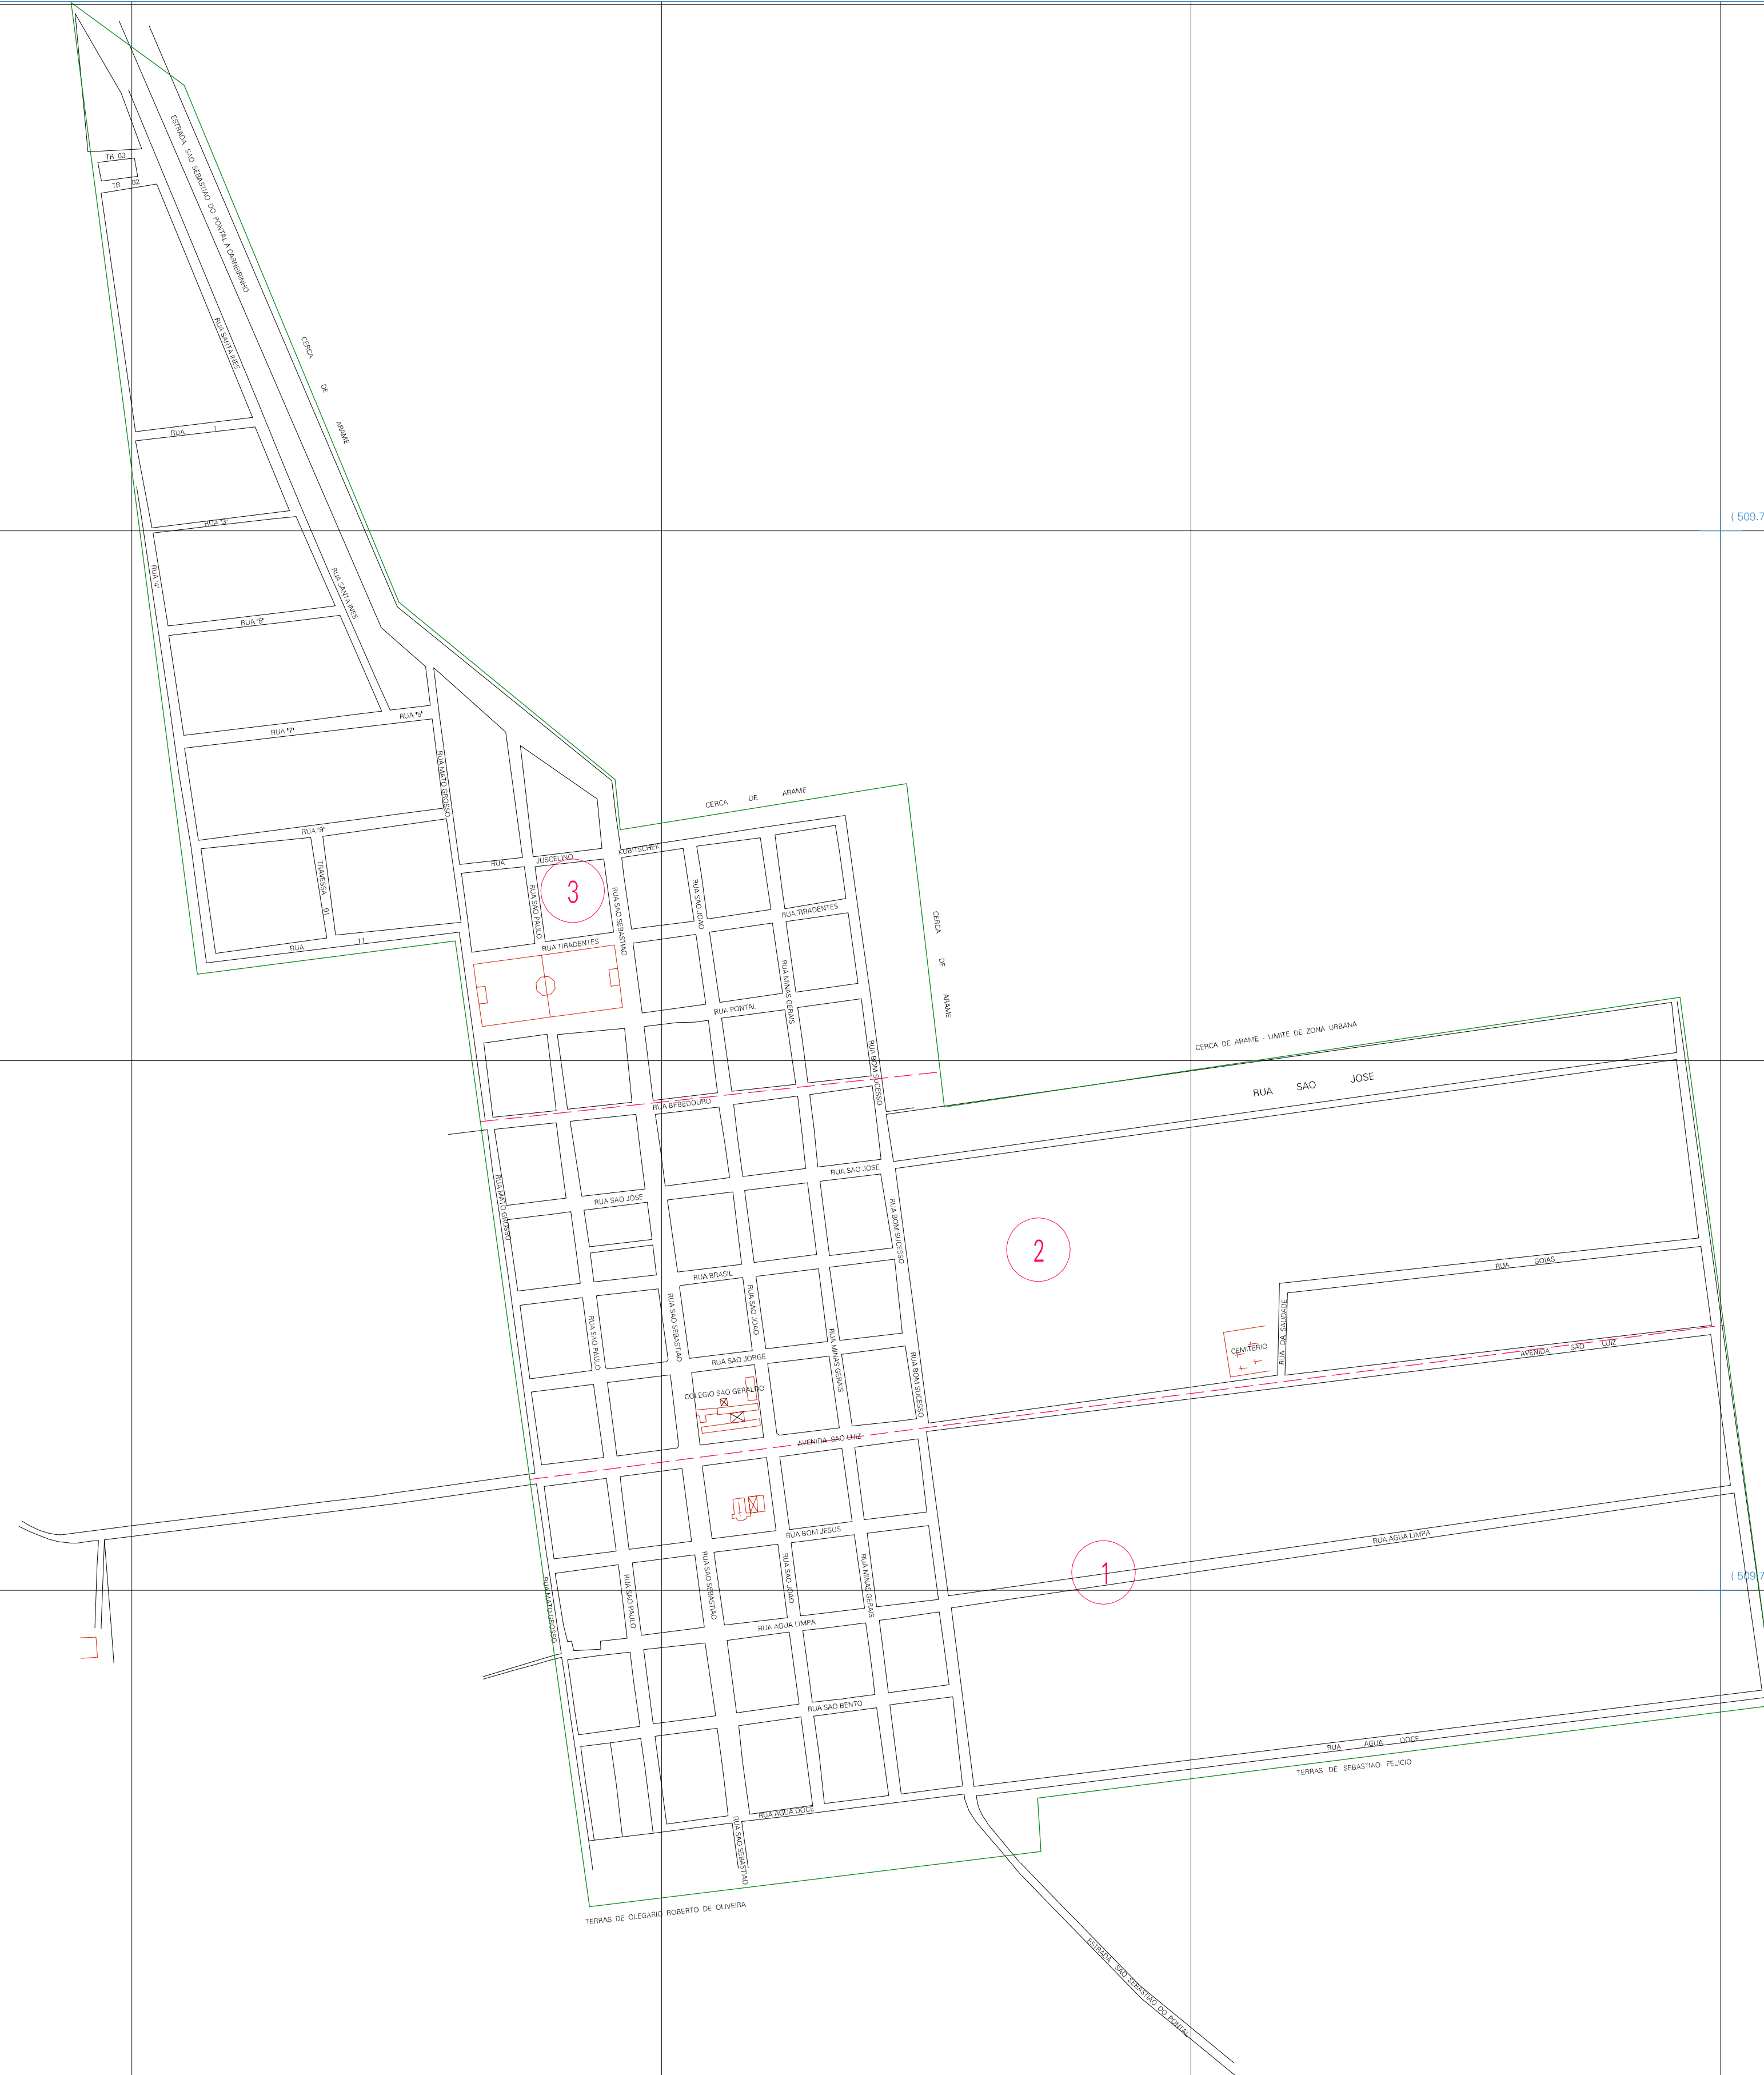 TR 03
TR 02
ESTRADA SAO SEBASTIAO DO PONTAL A CARNEIRINHO
RUA SANTA INES
CERCA DE ARAME
RUA 1
RUA "3"
( 509.7
RUA "4"
RUA SANTA INES
RUA "5"
RUA "5"
RUA "7"
RUA MATO GROSSO
CERCA DE ARAME
RUA "9"
RUA JUSCELINO KUBITSCHEK
TRAVESSA 01
3
RUA SAO PAULO
RUA SAO SEBASTIAO
RUA SAO JOAO
RUA TIRADENTES
CERCA DE ARAME
RUA 11
RUA TIRADENTES
RUA MINAS GERAIS
RUA PONTAL
CERCA DE ARAME - LIMITE DE ZONA URBANA
RUA BOM SUCESSO
RUA SAO JOSE
RUA BEBEDOURO
RUA SAO JOSE
RUA MATO GROSSO
RUA SAO JOSE
RUA BOM SUCESSO
2
RUA BRASIL
RUA GOIAS
RUA SAO PAULO
RUA SAO SEBASTIAO
RUA SAO JOAO
RUA MINAS GERAIS
RUA DA SAUDADE
CEMITERIO
AVENIDA SAO LUIZ
RUA SAO JORGE
RUA BOM SUCESSO
COLEGIO SAO GERALDO
AVENIDA SAO LUIZ
RUA BOM JESUS
RUA AGUA LIMPA
1
( 509.7
RUA MATO GROSSO
RUA SAO PAULO
RUA SAO SEBASTIAO
RUA SAO JOAO
RUA MINAS GERAIS
RUA AGUA LIMPA
RUA SAO BENTO
RUA AGUA DOCE
TERRAS DE SEBASTIAO FELICIO
RUA AGUA DOCE
RUA SAO SEBASTIAO
TERRAS DE OLEGARIO ROBERTO DE OLIVEIRA
ESTRADA SAO SEBASTIAO DO PONTAL